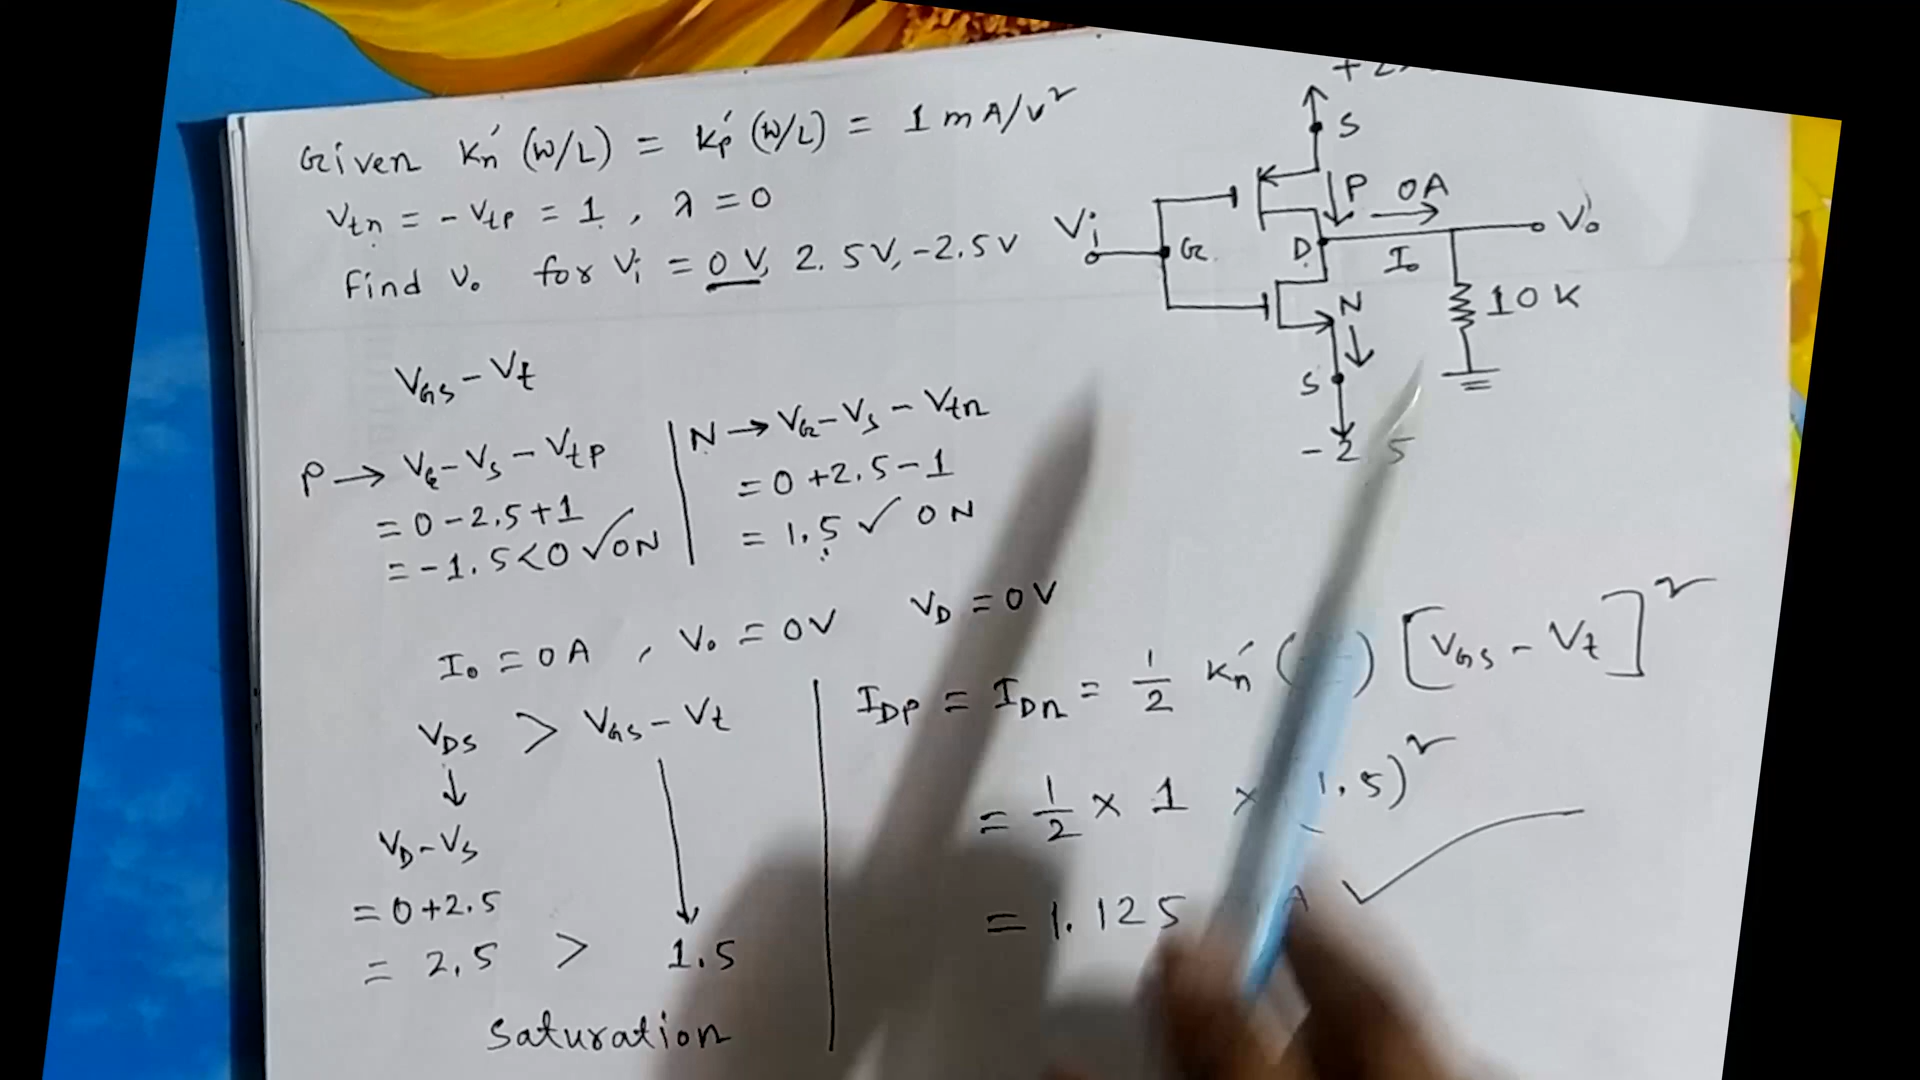 Given Kn′ (W/L) = Kp′ (W/L) = 1 mA/V²
Vtn = - Vtp = 1 , λ = 0
Find Vo for Vi = 0 V, 2.5V, -2.5V
S
P
0A
Vi
G
D
Io
Vo
N
10K
S
VGS - Vt
P → VG - VS - Vtp
= 0 - 2.5 + 1
= -1.5 < 0 ✓ ON
N → VG - VS - Vtn
= 0 + 2.5 - 1
= 1.5 ✓ ON
Io = 0A , Vo = 0V VD = 0V
VDS > VGS - Vt
↓
VD - VS
= 0 + 2.5
= 2.5 > 1.5
Saturation
IDp = IDn = 1/2 Kn′ ( ) [VGS - Vt]²
= 1/2 × 1 × 1.5)²
= 1.125 A ✓